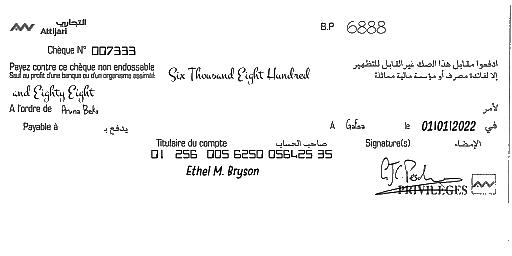 التجاري
Attijari
B.P 6888
Chèque N° 007333
Payez contre ce chèque non endossable
Sauf au profit d'une banque ou d'un organisme assimilé
Six Thousand Eight Hundred
ادفعوا مقابل هذا الصك غير القابل للتظهير
إلا لفائدة مصرف أو مؤسسة مالية مماثلة
and Eighty Eight
A l'ordre de Aruna Beks
لأمر
Payable à يدفع بـ
A Gafsa le 01/01/2022 في
Titulaire du compte صاحب الحساب
Signature(s) الإمضاء
01 256 005 6250 056425 35
Ethel M. Bryson
PRIVILÈGES